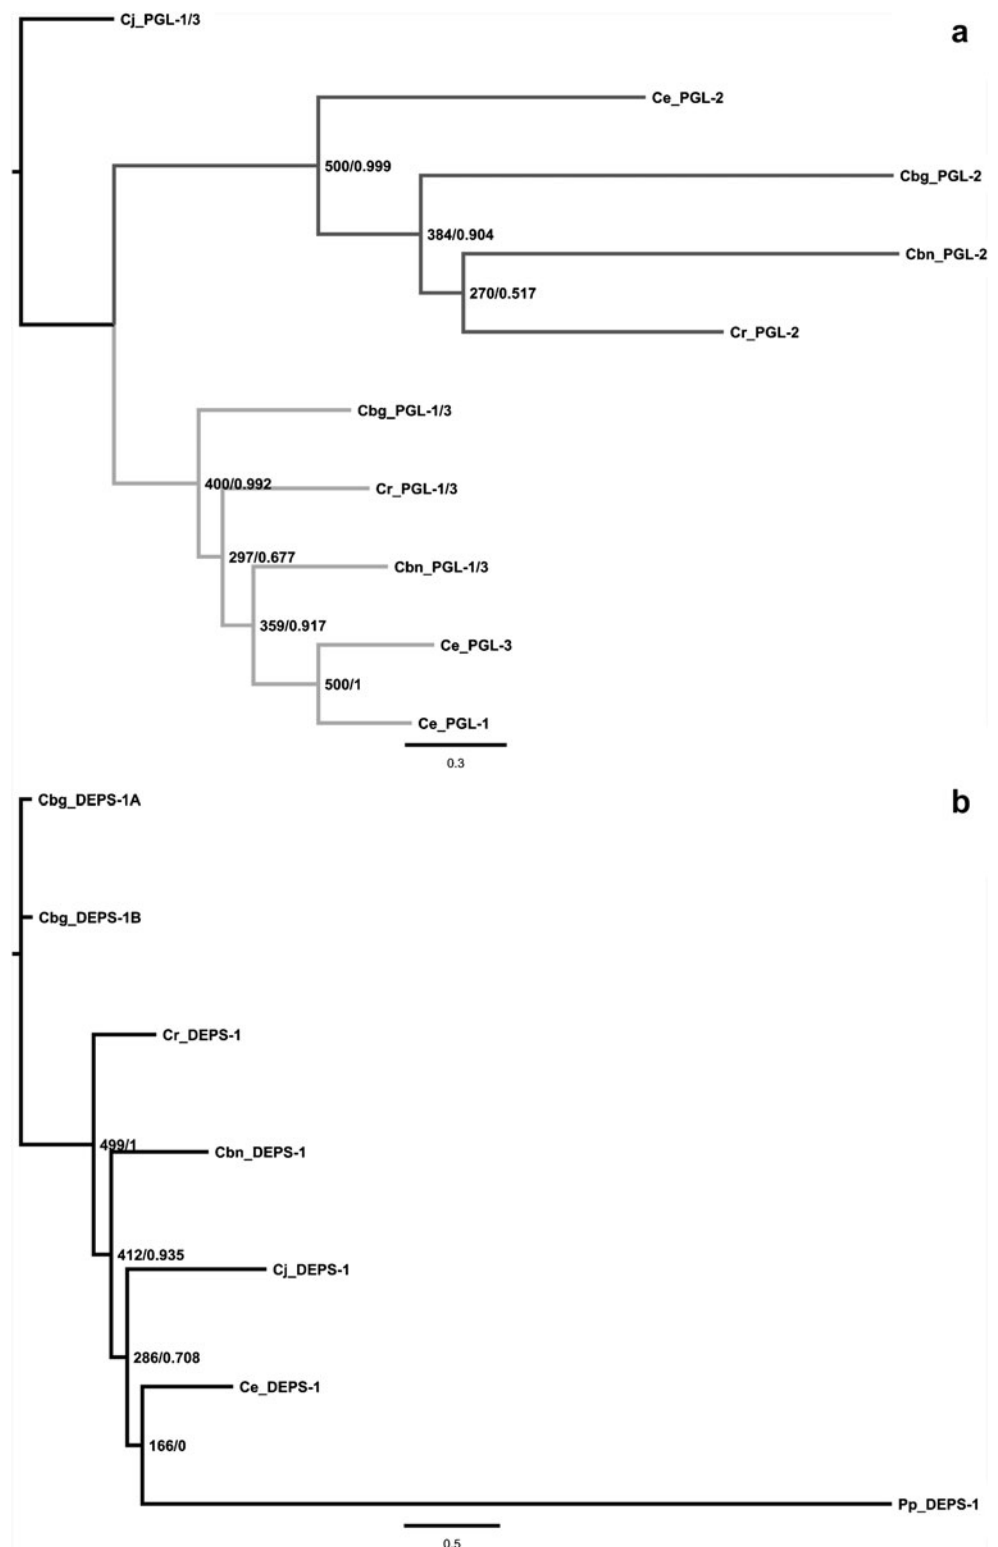 Cj_PGL-1/3
a
Ce_PGL-2
500/0.999
Cbg_PGL-2
384/0.904
Cbn_PGL-2
270/0.517
Cr_PGL-2
Cbg_PGL-1/3
400/0.992
Cr_PGL-1/3
297/0.677
Cbn_PGL-1/3
359/0.917
Ce_PGL-3
500/1
Ce_PGL-1
0.3
Cbg_DEPS-1A
b
Cbg_DEPS-1B
Cr_DEPS-1
499/1
Cbn_DEPS-1
412/0.935
Cj_DEPS-1
286/0.708
Ce_DEPS-1
166/0
Pp_DEPS-1
0.5